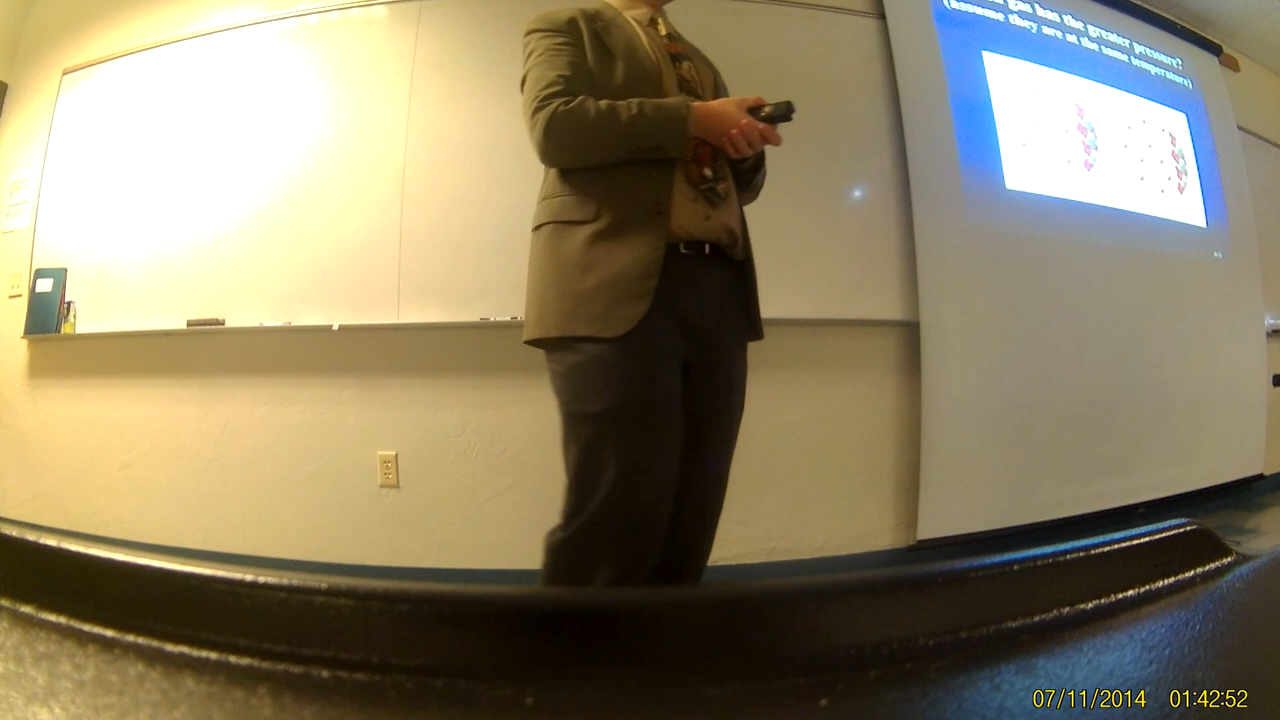 gas has the greater pressure?
(Assume they are at the same temperature)
07/11/2014 01:42:52